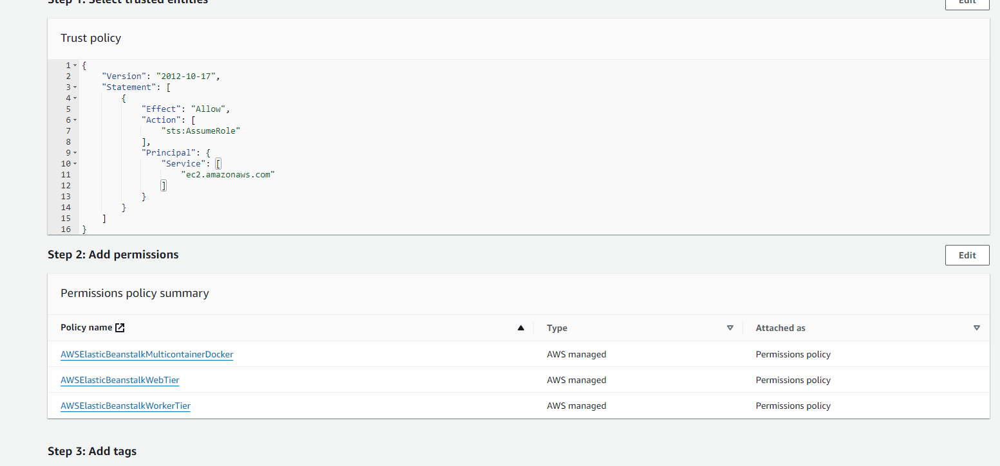 Step 1: Select trusted entities
Edit
Trust policy
1 {
2 "Version": "2012-10-17",
3 "Statement": [
4 {
5 "Effect": "Allow",
6 "Action": [
7 "sts:AssumeRole"
8 ],
9 "Principal": {
10 "Service": [
11 "ec2.amazonaws.com"
12 ]
13 }
14 }
15 ]
16 }
Step 2: Add permissions
Edit
Permissions policy summary
Policy name Type Attached as
AWSElasticBeanstalkMulticontainerDocker AWS managed Permissions policy
AWSElasticBeanstalkWebTier AWS managed Permissions policy
AWSElasticBeanstalkWorkerTier AWS managed Permissions policy
Step 3: Add tags